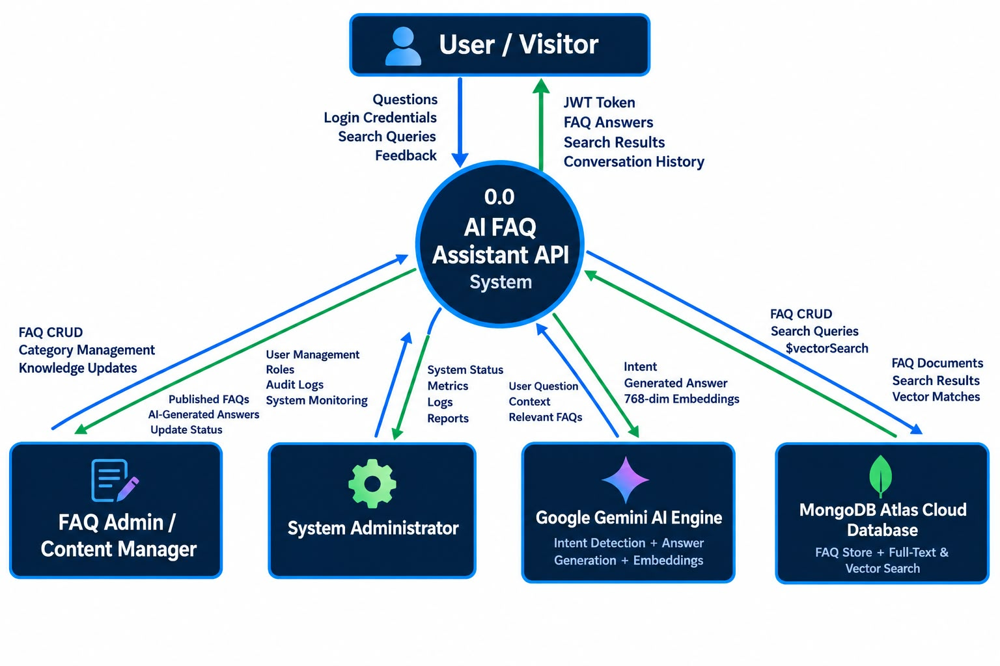 User / Visitor
Questions
Login Credentials
Search Queries
Feedback
JWT Token
FAQ Answers
Search Results
Conversation History
0.0
AI FAQ
Assistant API
System
FAQ CRUD
Category Management
Knowledge Updates
Published FAQs
AI-Generated Answers
Update Status
User Management
Roles
Audit Logs
System Monitoring
System Status
Metrics
Logs
Reports
User Question
Context
Relevant FAQs
Intent
Generated Answer
768-dim Embeddings
FAQ CRUD
Search Queries
$vectorSearch
FAQ Documents
Search Results
Vector Matches
FAQ Admin /
Content Manager
System Administrator
Google Gemini AI Engine
Intent Detection + Answer
Generation + Embeddings
MongoDB Atlas Cloud
Database
FAQ Store + Full-Text &
Vector Search